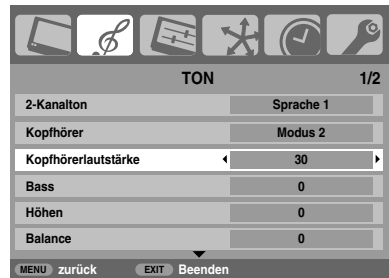 TON 1/2
2-Kanalton Sprache 1
Kopfhörer Modus 2
Kopfhörerlautstärke 30
Bass 0
Höhen 0
Balance 0
MENU zurück EXIT Beenden